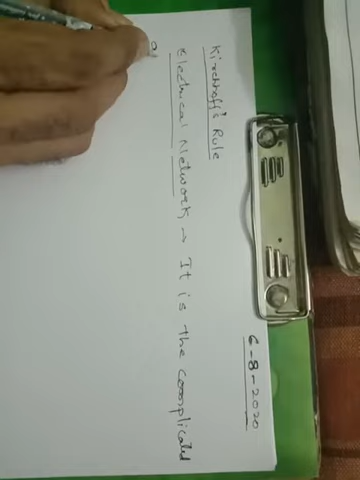 6-8-2020
Kirchhoff's Rule
Electrical Network → It is the complicated